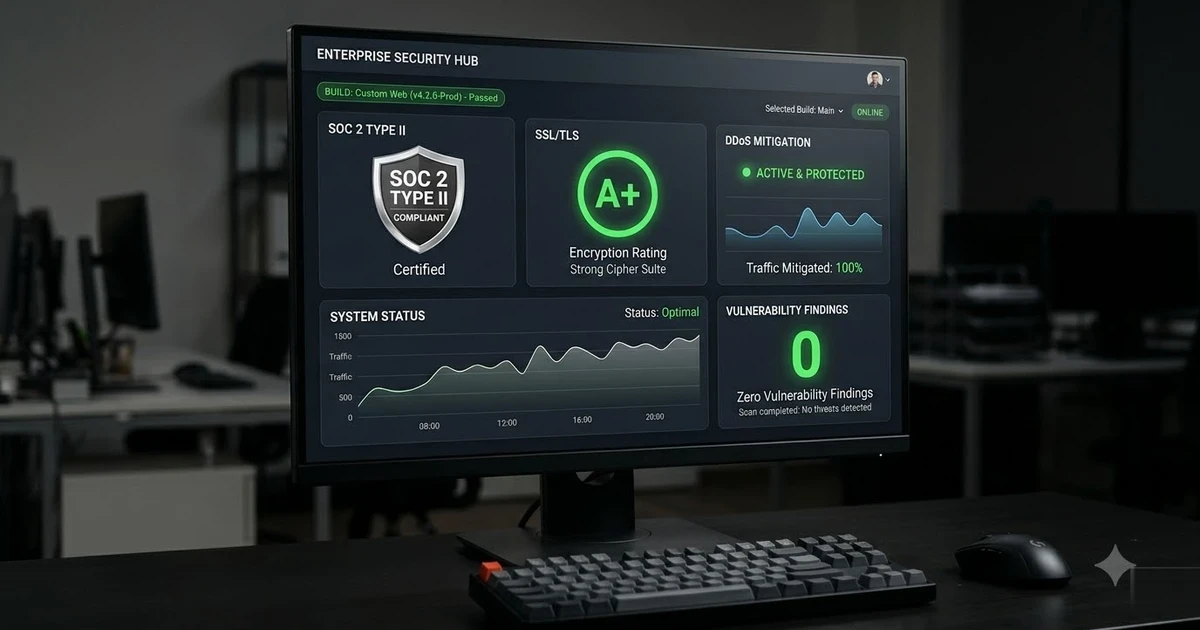 ENTERPRISE SECURITY HUB
BUILD: Custom Web (v4.2.6-Prod) - Passed
Selected Build: Main
ONLINE
SOC 2 TYPE II
SOC 2
TYPE II
COMPLIANT
Certified
SSL/TLS
A+
Encryption Rating
Strong Cipher Suite
DDoS MITIGATION
ACTIVE & PROTECTED
Traffic Mitigated: 100%
SYSTEM STATUS
Status: Optimal
1800
Traffic
Traffic
500
0
08:00
12:00
16:00
20:00
VULNERABILITY FINDINGS
0
Zero Vulnerability Findings
Scan completed: No threats detected